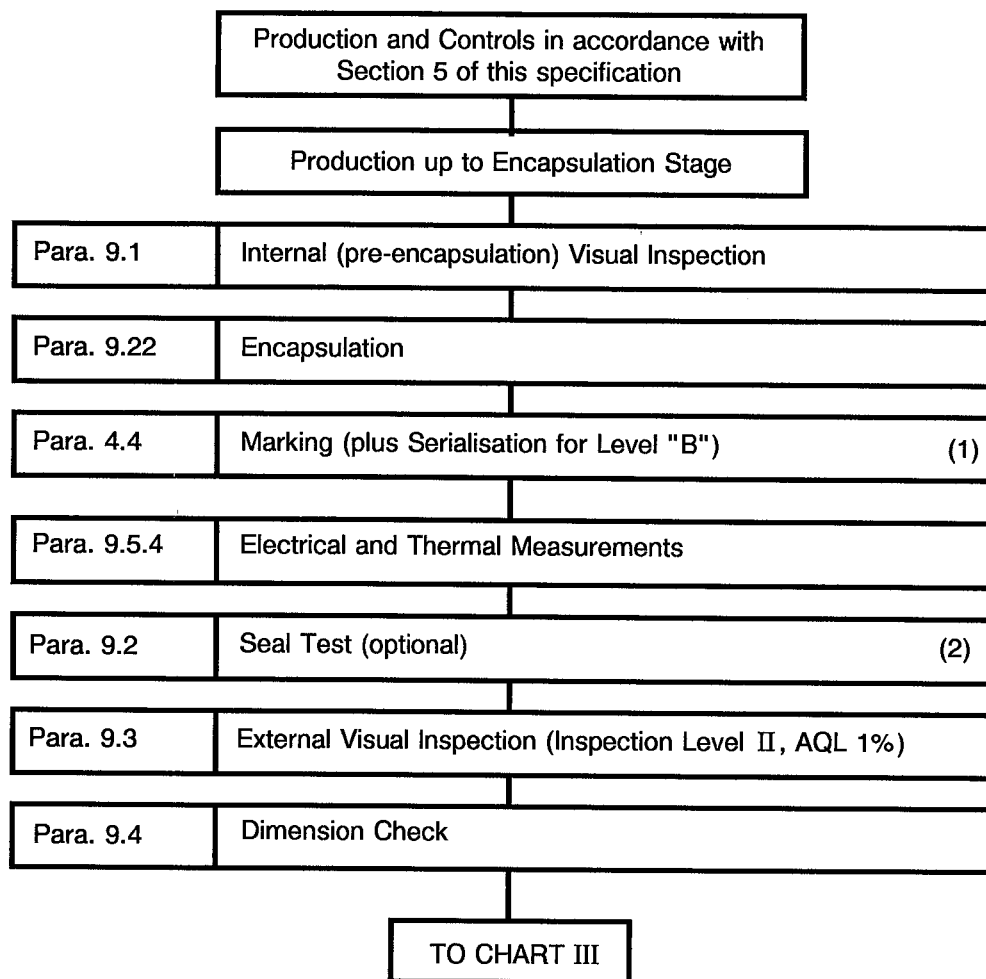 Production and Controls in accordance with
Section 5 of this specification
Production up to Encapsulation Stage
Para. 9.1 Internal (pre-encapsulation) Visual Inspection
Para. 9.22 Encapsulation
Para. 4.4 Marking (plus Serialisation for Level "B") (1)
Para. 9.5.4 Electrical and Thermal Measurements
Para. 9.2 Seal Test (optional) (2)
Para. 9.3 External Visual Inspection (Inspection Level II, AQL 1%)
Para. 9.4 Dimension Check
TO CHART III